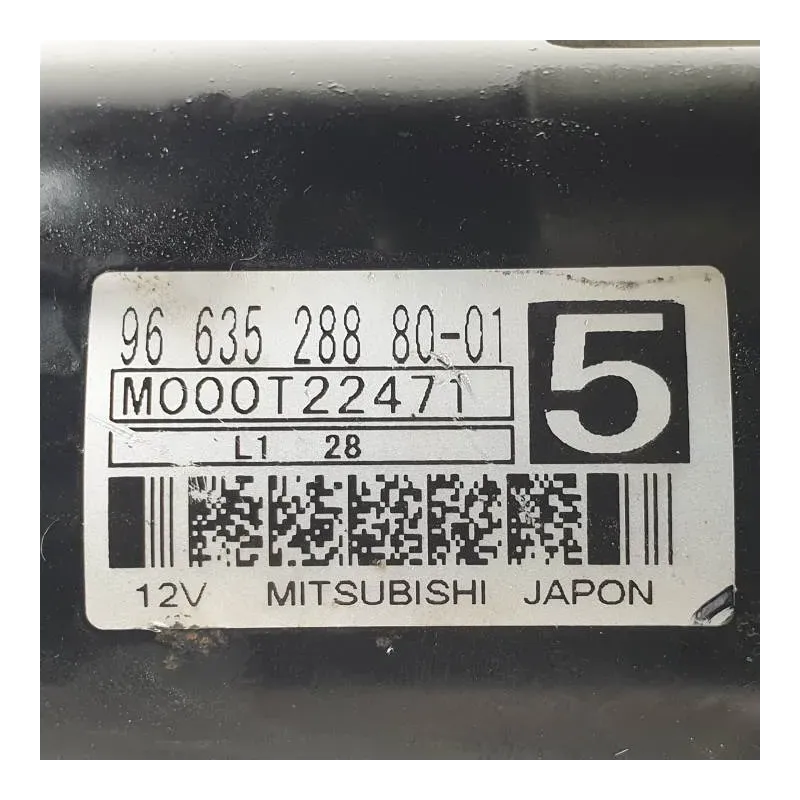 96 635 288 80-01
5
M000T22471
L1 28
12V MITSUBISHI JAPON